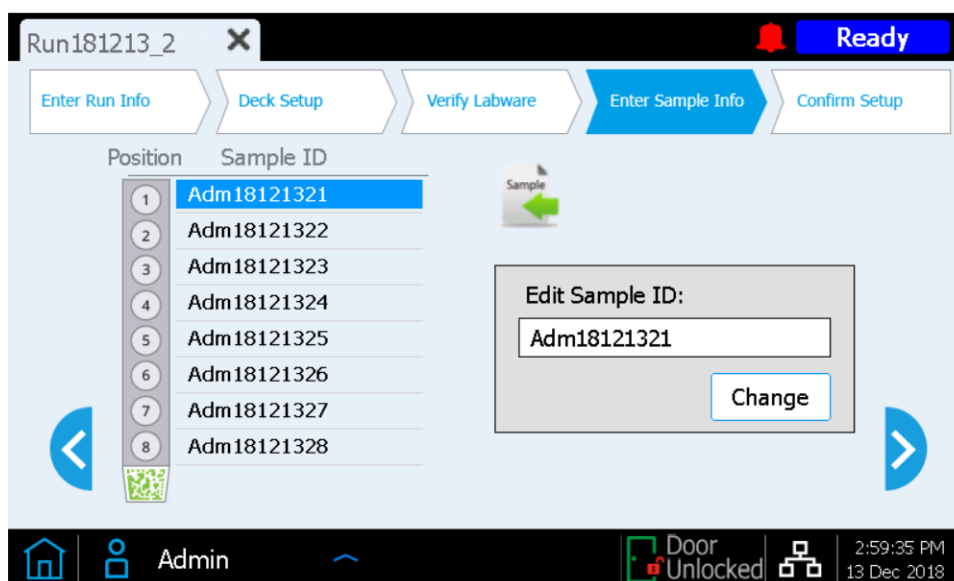 Run181213_2
Ready
Enter Run Info
Deck Setup
Verify Labware
Enter Sample Info
Confirm Setup
Position Sample ID
1 Adm18121321
2 Adm18121322
3 Adm18121323
4 Adm18121324
5 Adm18121325
6 Adm18121326
7 Adm18121327
8 Adm18121328
Sample
Edit Sample ID:
Adm18121321
Change
Admin
Door
Unlocked
2:59:35 PM
13 Dec 2018